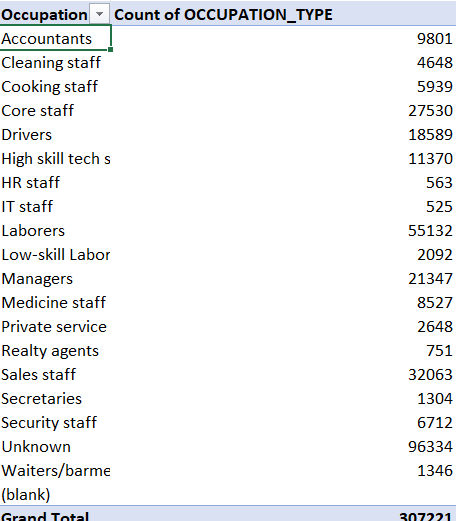 Occupation Count of OCCUPATION_TYPE
Accountants 9801
Cleaning staff 4648
Cooking staff 5939
Core staff 27530
Drivers 18589
High skill tech s 11370
HR staff 563
IT staff 525
Laborers 55132
Low-skill Labor 2092
Managers 21347
Medicine staff 8527
Private service 2648
Realty agents 751
Sales staff 32063
Secretaries 1304
Security staff 6712
Unknown 96334
Waiters/barme 1346
(blank)
Grand Total 307221